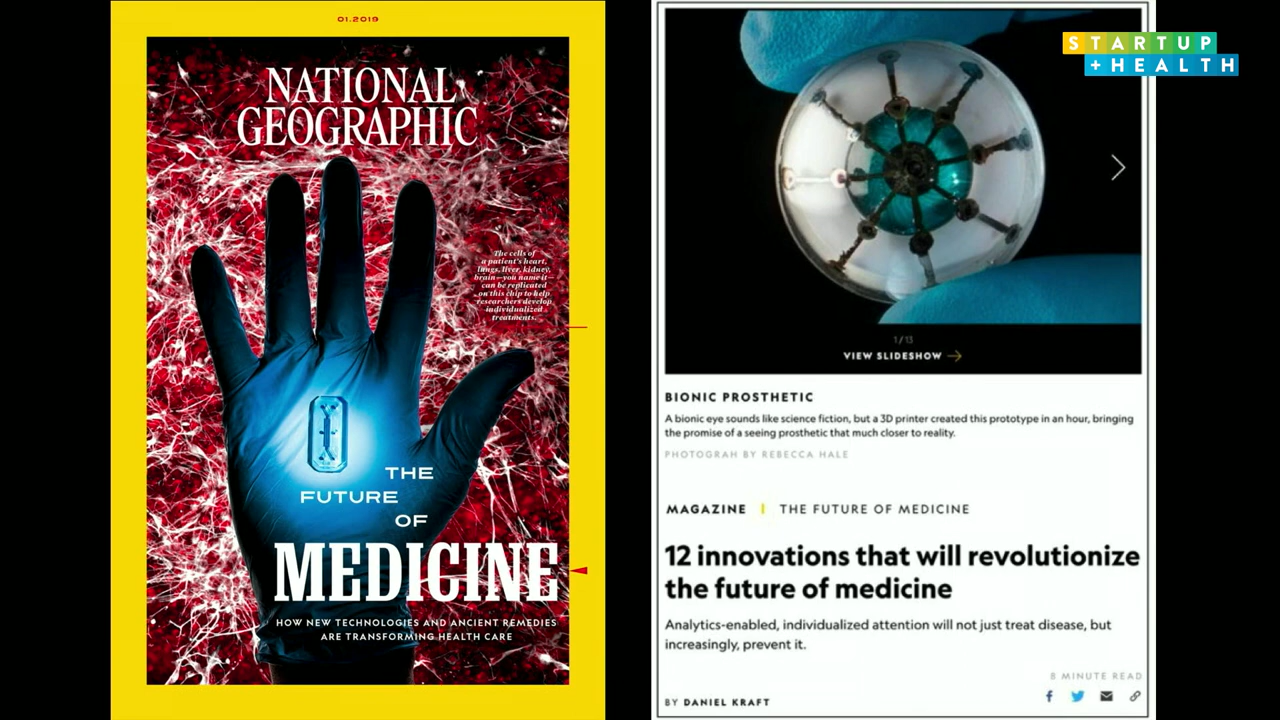 01.2019
NATIONAL
GEOGRAPHIC
The cells of
a patient's heart,
lungs, liver, kidney,
brain—you name it—
can be replicated
on this chip to help
researchers develop
individualized
treatments.
THE
FUTURE
OF
MEDICINE
HOW NEW TECHNOLOGIES AND ANCIENT REMEDIES
ARE TRANSFORMING HEALTH CARE
STARTUP
+HEALTH
1/13
VIEW SLIDESHOW
BIONIC PROSTHETIC
A bionic eye sounds like science fiction, but a 3D printer created this prototype in an hour, bringing
the promise of a seeing prosthetic that much closer to reality.
PHOTOGRAH BY REBECCA HALE
MAGAZINE | THE FUTURE OF MEDICINE
12 innovations that will revolutionize
the future of medicine
Analytics-enabled, individualized attention will not just treat disease, but
increasingly, prevent it.
8 MINUTE READ
BY DANIEL KRAFT